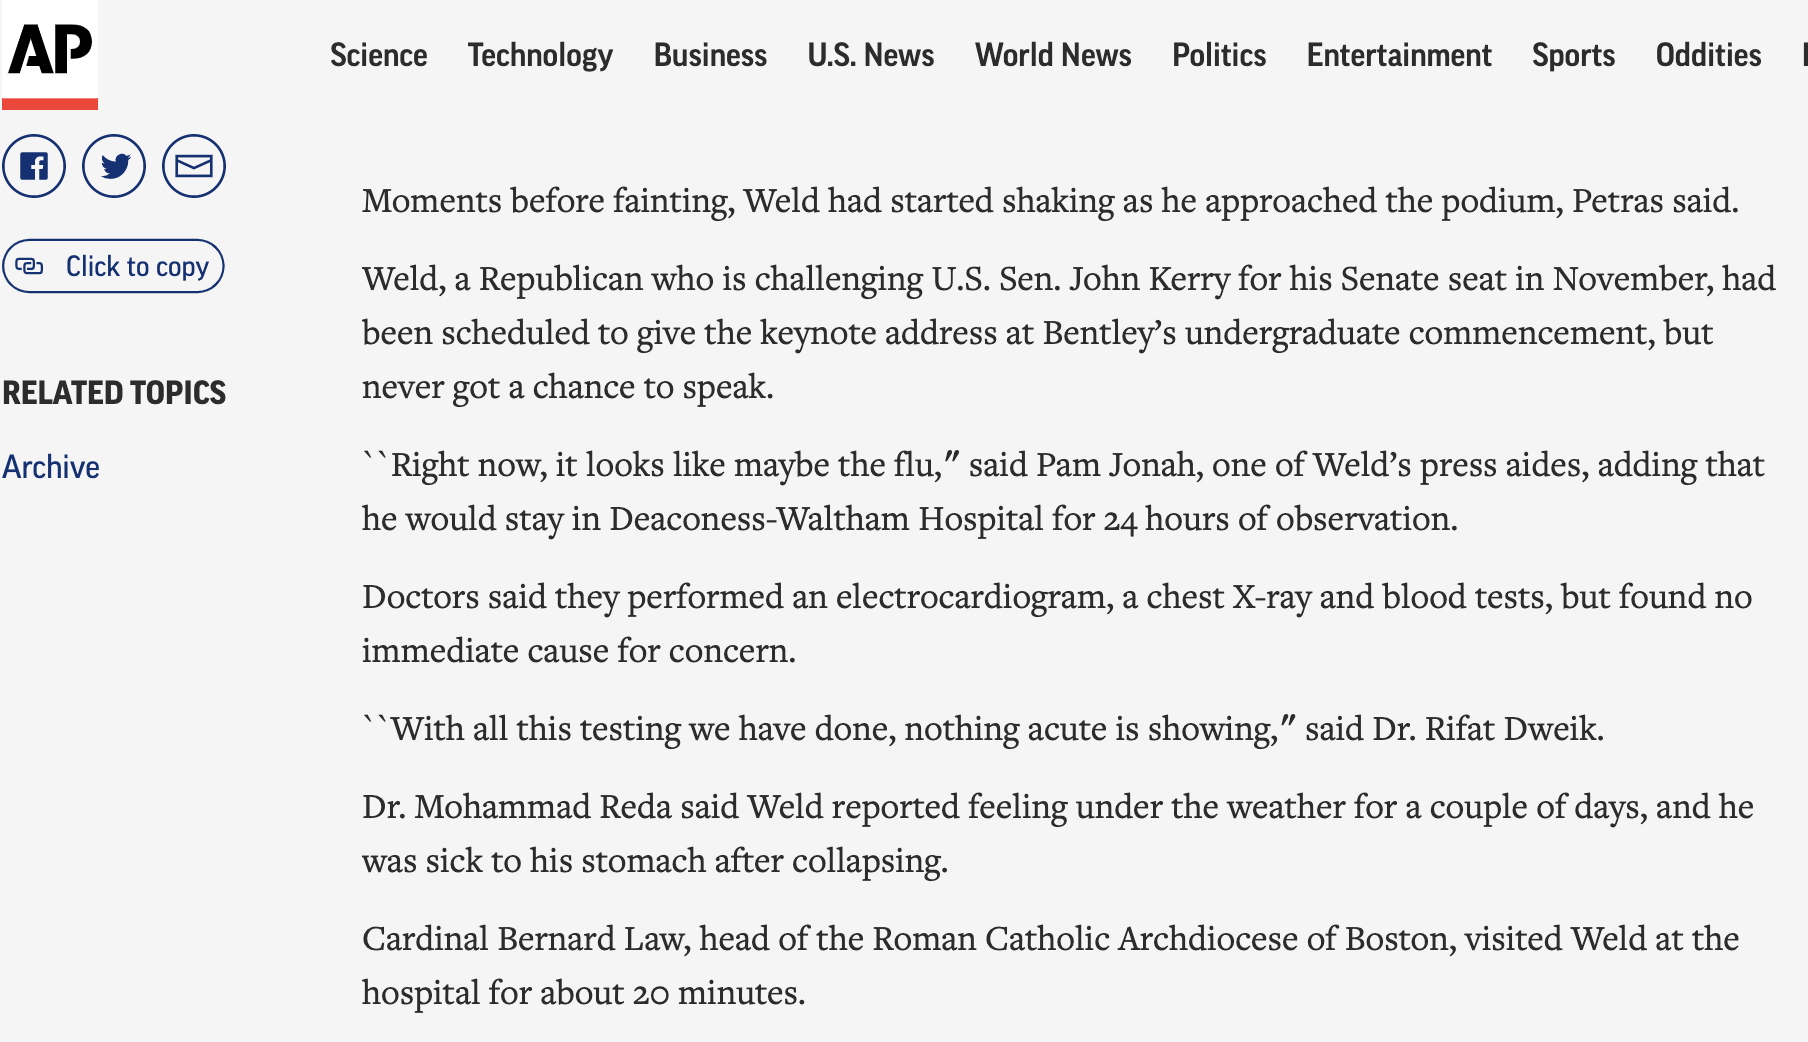 AP
Science Technology Business U.S. News World News Politics Entertainment Sports Oddities
Click to copy
RELATED TOPICS
Archive
Moments before fainting, Weld had started shaking as he approached the podium, Petras said.
Weld, a Republican who is challenging U.S. Sen. John Kerry for his Senate seat in November, had
been scheduled to give the keynote address at Bentley’s undergraduate commencement, but
never got a chance to speak.
``Right now, it looks like maybe the flu,″ said Pam Jonah, one of Weld’s press aides, adding that
he would stay in Deaconess-Waltham Hospital for 24 hours of observation.
Doctors said they performed an electrocardiogram, a chest X-ray and blood tests, but found no
immediate cause for concern.
``With all this testing we have done, nothing acute is showing,″ said Dr. Rifat Dweik.
Dr. Mohammad Reda said Weld reported feeling under the weather for a couple of days, and he
was sick to his stomach after collapsing.
Cardinal Bernard Law, head of the Roman Catholic Archdiocese of Boston, visited Weld at the
hospital for about 20 minutes.